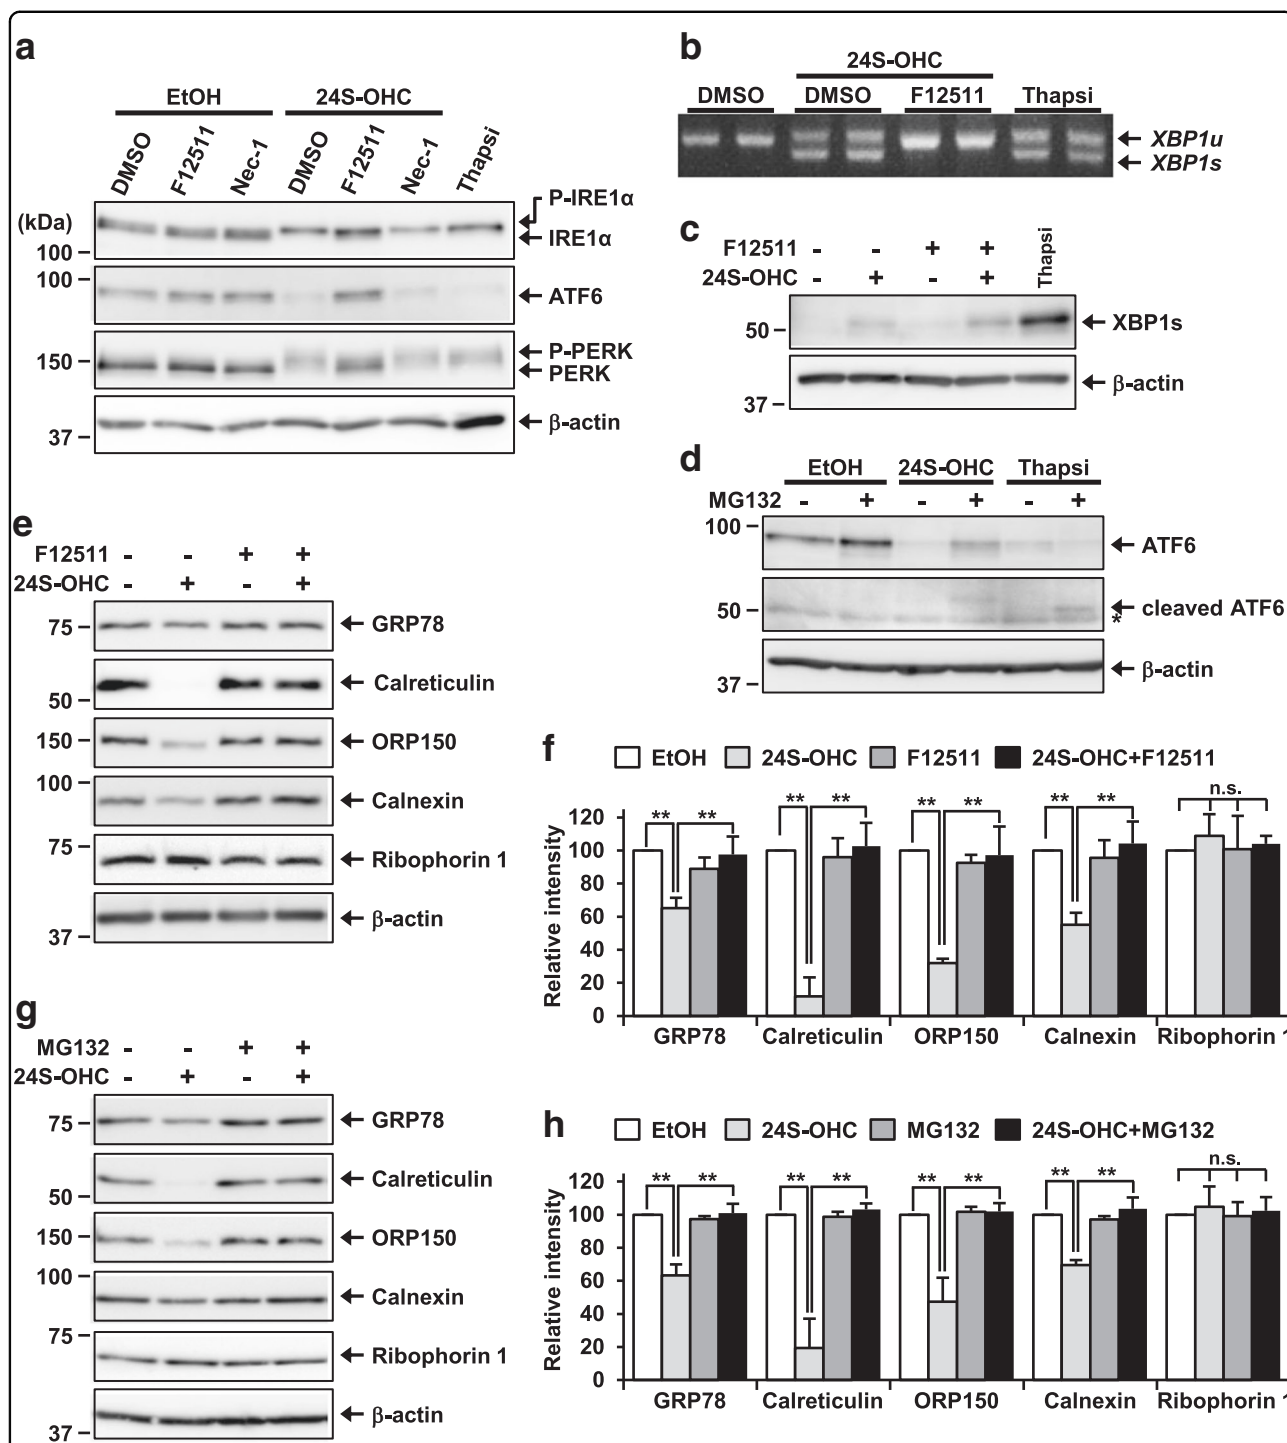 a
EtOH 24S-OHC
DMSO F12511 Nec-1 DMSO F12511 Nec-1 Thapsi
(kDa)
P-IRE1α
IRE1α
100
100
ATF6
150
P-PERK
PERK
β-actin
37
b
24S-OHC
DMSO DMSO F12511 Thapsi
XBP1u
XBP1s
c
F12511 - - + + Thapsi
24S-OHC - + - +
50
XBP1s
β-actin
37
d
EtOH 24S-OHC Thapsi
MG132 - + - + - +
100
ATF6
50
cleaved ATF6
*
β-actin
37
e
F12511 - - + +
24S-OHC - + - +
75
GRP78
Calreticulin
50
150
ORP150
100
Calnexin
75
Ribophorin 1
β-actin
37
f
EtOH 24S-OHC F12511 24S-OHC+F12511
** ** ** ** ** ** ** ** n.s.
Relative intensity
120
100
80
60
40
20
0
GRP78 Calreticulin ORP150 Calnexin Ribophorin 1
g
MG132 - - + +
24S-OHC - + - +
75
GRP78
Calreticulin
50
150
ORP150
100
Calnexin
75
Ribophorin 1
β-actin
37
h
EtOH 24S-OHC MG132 24S-OHC+MG132
** ** ** ** ** ** ** ** n.s.
Relative intensity
120
100
80
60
40
20
0
GRP78 Calreticulin ORP150 Calnexin Ribophorin 1